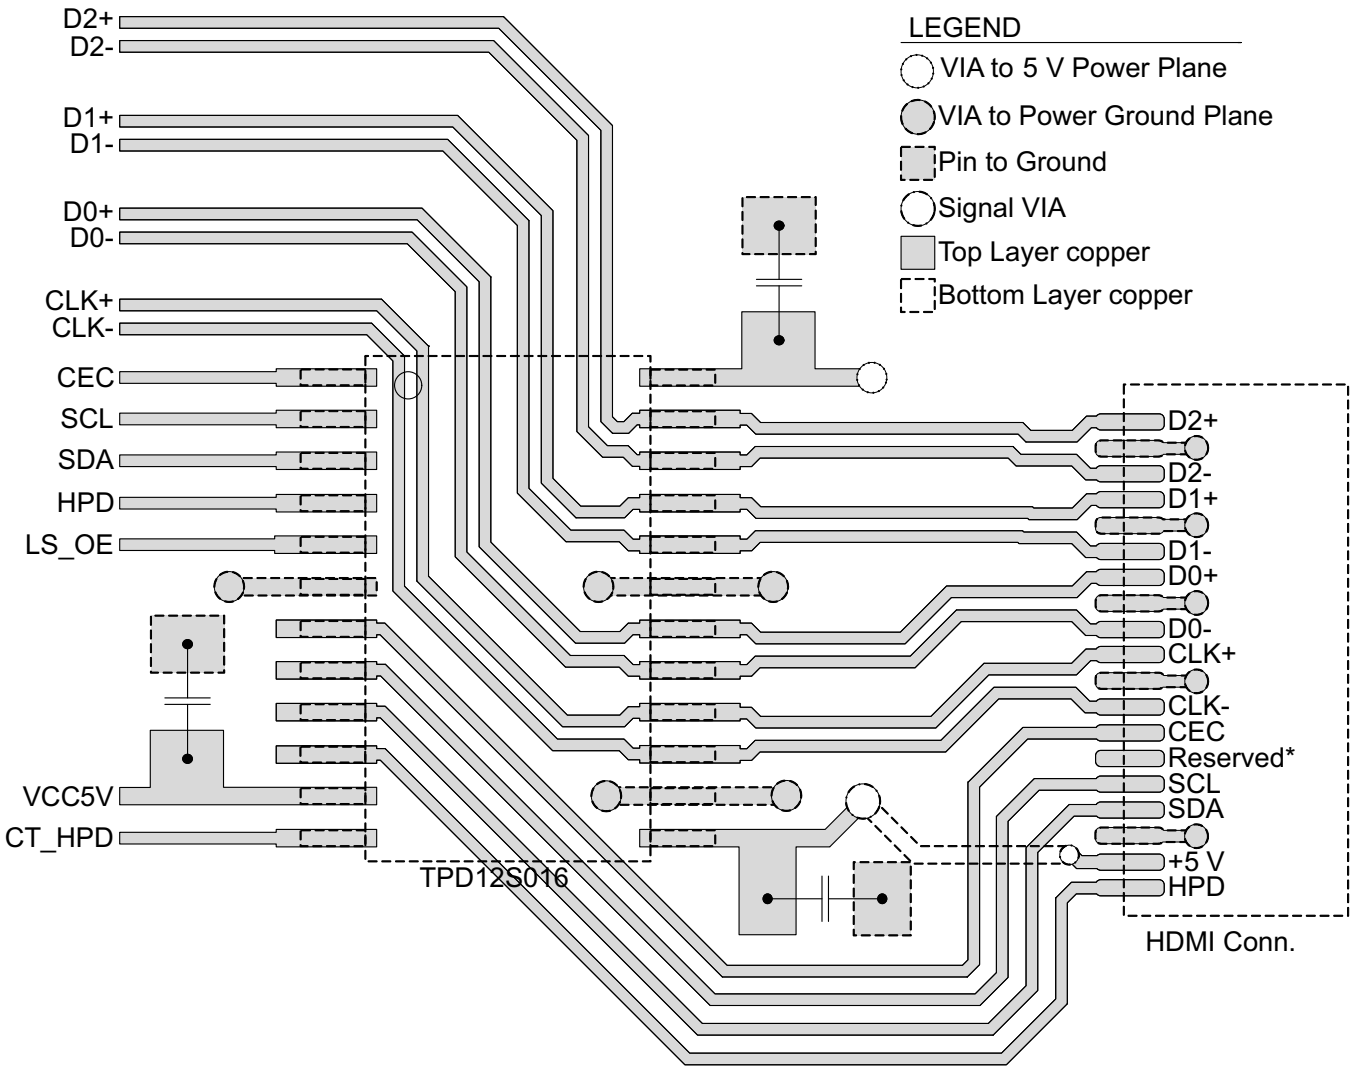 D2+
D2-
D1+
D1-
D0+
D0-
CLK+
CLK-
CEC
SCL
SDA
HPD
LS_OE
VCC5V
CT_HPD
TPD12S016
LEGEND
VIA to 5 V Power Plane
VIA to Power Ground Plane
Pin to Ground
Signal VIA
Top Layer copper
Bottom Layer copper
D2+
D2-
D1+
D1-
D0+
D0-
CLK+
CLK-
CEC
Reserved*
SCL
SDA
+5 V
HPD
HDMI Conn.